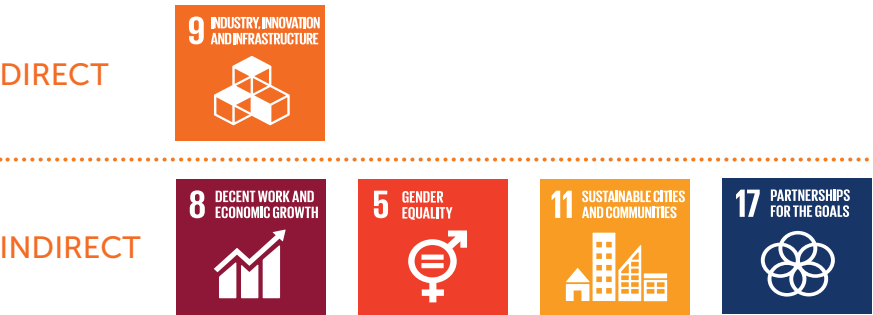 DIRECT
9 INDUSTRY, INNOVATION
AND INFRASTRUCTURE
INDIRECT
8 DECENT WORK AND
ECONOMIC GROWTH
5 GENDER
EQUALITY
11 SUSTAINABLE CITIES
AND COMMUNITIES
17 PARTNERSHIPS
FOR THE GOALS